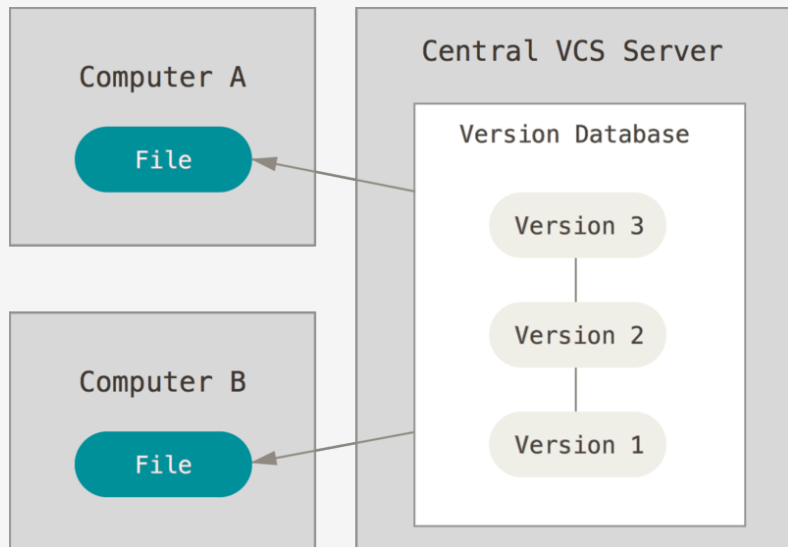 Computer A
File
Computer B
File
Central VCS Server
Version Database
Version 3
Version 2
Version 1